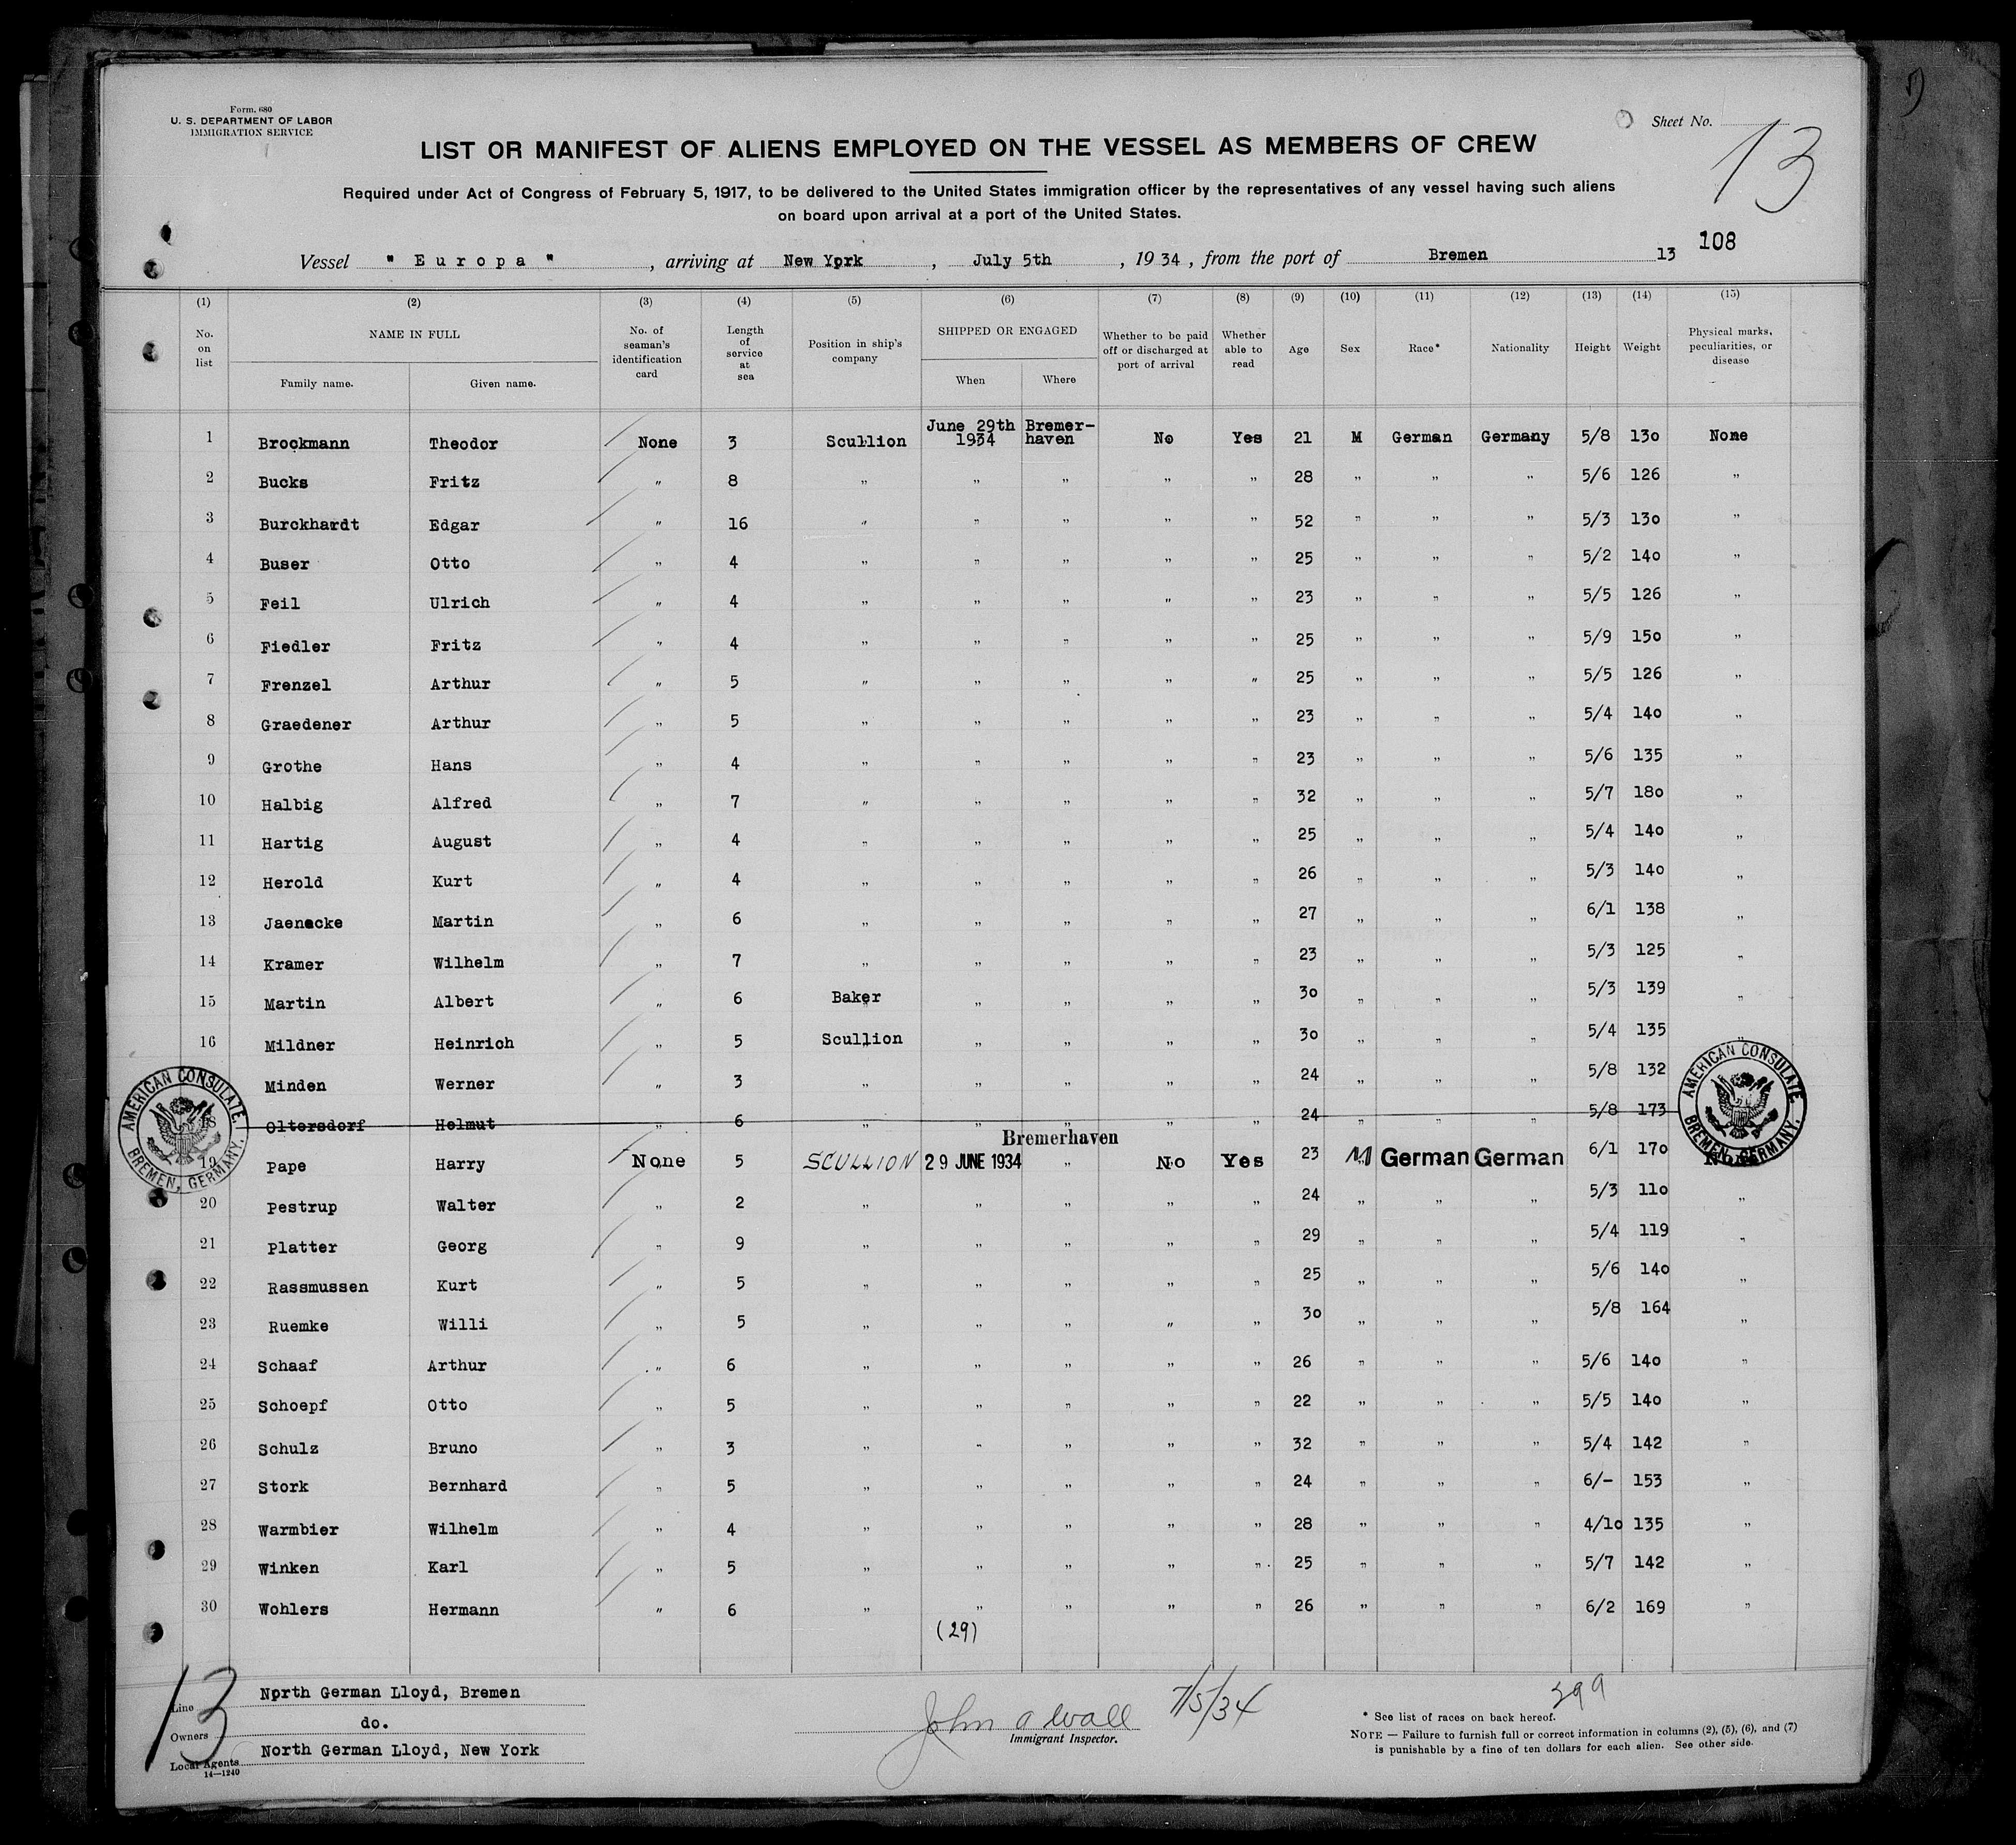 Form 680
U. S. DEPARTMENT OF LABOR
IMMIGRATION SERVICE
Sheet No.
13
LIST OR MANIFEST OF ALIENS EMPLOYED ON THE VESSEL AS MEMBERS OF CREW
Required under Act of Congress of February 5, 1917, to be delivered to the United States immigration officer by the representatives of any vessel having such aliens
on board upon arrival at a port of the United States.
Vessel " Europa ", arriving at New York, July 5th, 1934, from the port of Bremen 13 108
(1) (2) (3) (4) (5) (6) (7) (8) (9) (10) (11) (12) (13) (14) (15)
No. on list NAME IN FULL Family name. Given name. No. of seaman's identification card Length of service at sea Position in ship's company SHIPPED OR ENGAGED When Where Whether to be paid off or discharged at port of arrival Whether able to read Age Sex Race* Nationality Height Weight Physical marks, peculiarities, or disease
1 Brockmann Theodor None 3 Scullion June 29th 1934 Bremer-haven No Yes 21 M German Germany 5/8 130 None
2 Bucks Fritz " 8 " " " " " 28 " " " 5/6 126 "
3 Burckhardt Edgar " 16 " " " " " 52 " " " 5/3 130 "
4 Buser Otto " 4 " " " " " 25 " " " 5/2 140 "
5 Feil Ulrich " 4 " " " " " 23 " " " 5/5 126 "
6 Fiedler Fritz " 4 " " " " " 25 " " " 5/9 150 "
7 Frenzel Arthur " 5 " " " " " 25 " " " 5/5 126 "
8 Graedener Arthur " 5 " " " " " 23 " " " 5/4 140 "
9 Grothe Hans " 4 " " " " " 23 " " " 5/6 135 "
10 Halbig Alfred " 7 " " " " " 32 " " " 5/7 180 "
11 Hartig August " 4 " " " " " 25 " " " 5/4 140 "
12 Herold Kurt " 4 " " " " " 26 " " " 5/3 140 "
13 Jaenecke Martin " 6 " " " " " 27 " " " 6/1 138 "
14 Kramer Wilhelm " 7 " " " " " 23 " " " 5/3 125 "
15 Martin Albert " 6 Baker " " " " 30 " " " 5/3 139 "
16 Mildner Heinrich " 5 Scullion " " " " 30 " " " 5/4 135 "
Minden Werner " 3 " " " " " 24 " " " 5/8 132
18 Oltersdorf Helmut " 6 " " " " " 24 " " " 5/8 173
Bremerhaven
19 Pape Harry None 5 SCULLION 29 JUNE 1934 " No Yes 23 M German German 6/1 170 None
20 Pestrup Walter " 2 " " " " " 24 " " " 5/3 110 "
21 Platter Georg " 9 " " " " " 29 " " " 5/4 119 "
22 Rassmussen Kurt " 5 " " " " " 25 " " " 5/6 140 "
23 Ruemke Willi " 5 " " " " " 30 " " " 5/8 164 "
24 Schaaf Arthur " 6 " " " " " 26 " " " 5/6 140 "
25 Schoepf Otto " 5 " " " " " 22 " " " 5/5 140 "
26 Schulz Bruno " 3 " " " " " 32 " " " 5/4 142 "
27 Stork Bernhard " 5 " " " " " 24 " " " 6/- 153 "
28 Warmbier Wilhelm " 4 " " " " " 28 " " " 4/10 135 "
29 Winken Karl " 5 " " " " " 25 " " " 5/7 142 "
30 Wohlers Hermann " 6 " " " " " 26 " " " 6/2 169 "
(29)
AMERICAN CONSULATE. BREMEN, GERMANY.
AMERICAN CONSULATE. BREMEN, GERMANY.
13
Line North German Lloyd, Bremen
Owners do.
Local Agents North German Lloyd, New York
14—1240
John A Wall 7/5/34
Immigrant Inspector.
299
* See list of races on back hereof.
NOTE — Failure to furnish full or correct information in columns (2), (5), (6), and (7)
is punishable by a fine of ten dollars for each alien. See other side.